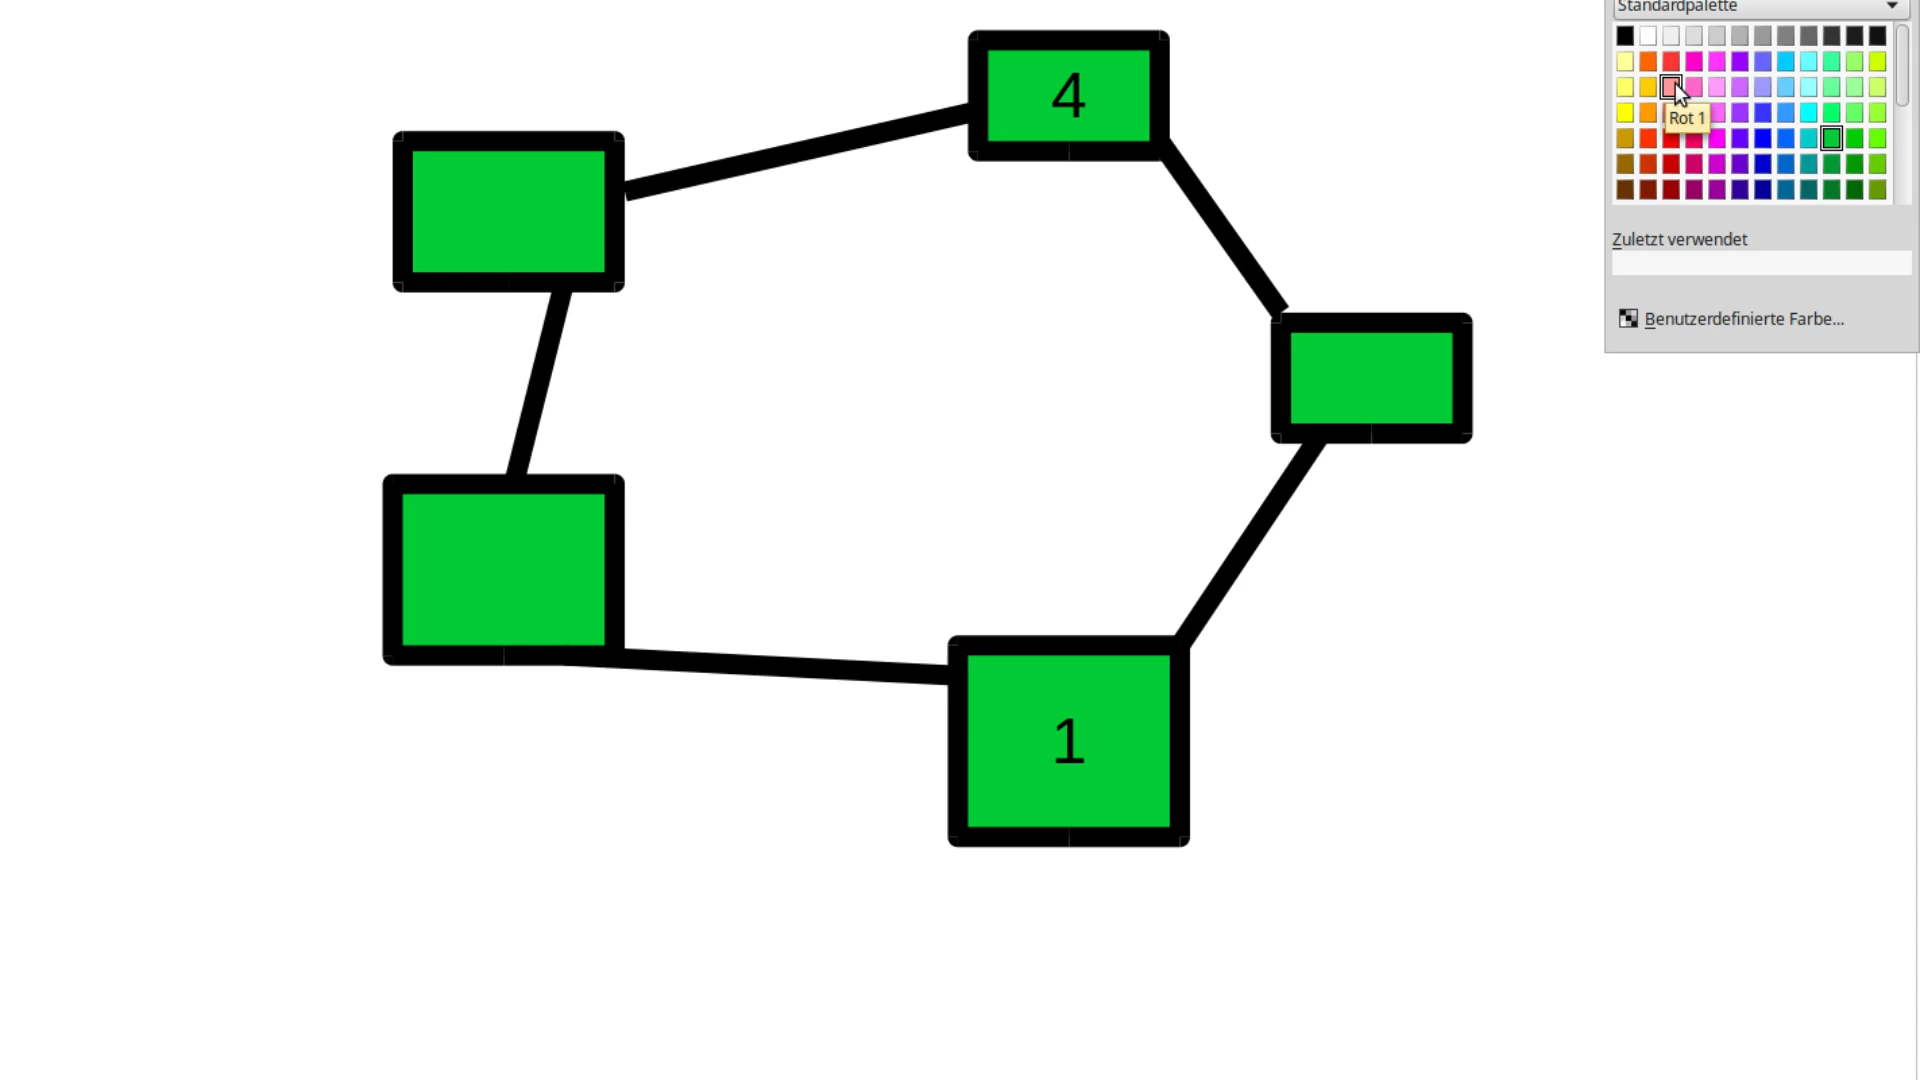 Standardpalette
4
Rot 1
Zuletzt verwendet
Benutzerdefinierte Farbe...
1